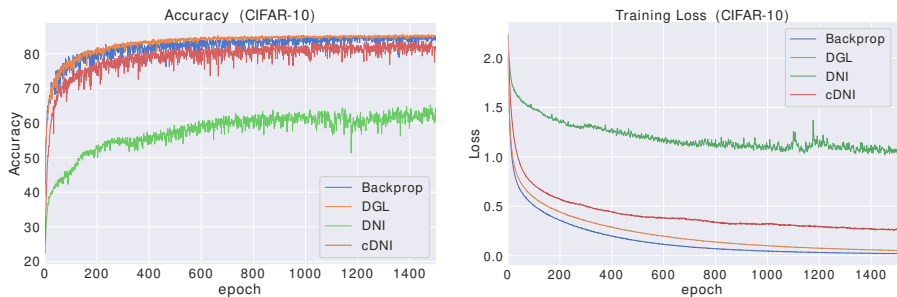 Accuracy (CIFAR-10)
80
70
60
50
40
30
20
Accuracy
0 200 400 600 800 1000 1200 1400
epoch
Backprop
DGL
DNI
cDNI
Training Loss (CIFAR-10)
2.0
1.5
1.0
0.5
0.0
Loss
0 200 400 600 800 1000 1200 1400
epoch
Backprop
DGL
DNI
cDNI